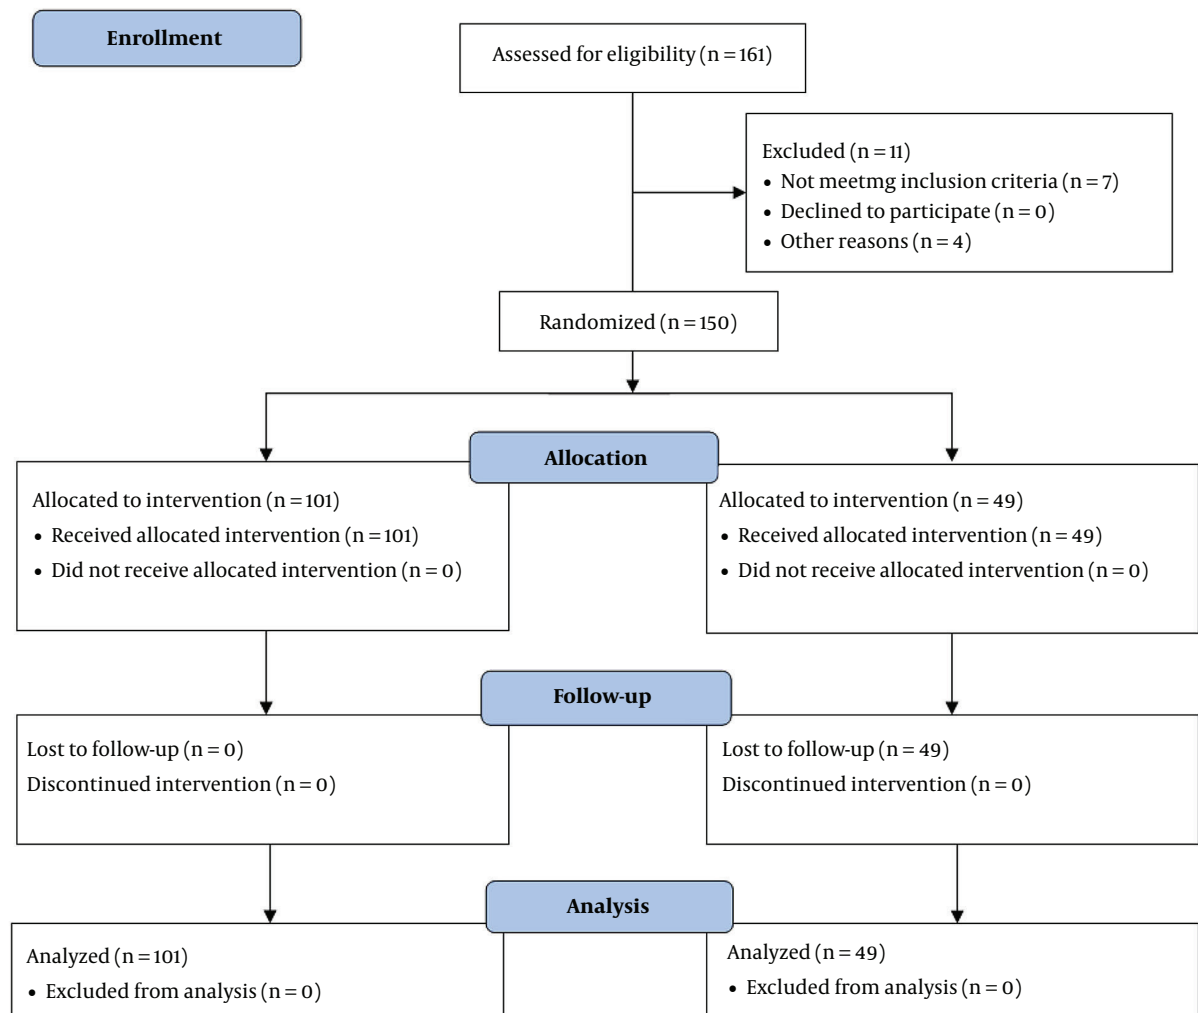 Enrollment
Assessed for eligibility (n = 161)
Excluded (n = 11)
• Not meetmg inclusion criteria (n = 7)
• Declined to participate (n = 0)
• Other reasons (n = 4)
Randomized (n = 150)
Allocation
Allocated to intervention (n = 101)
• Received allocated intervention (n = 101)
• Did not receive allocated intervention (n = 0)
Allocated to intervention (n = 49)
• Received allocated intervention (n = 49)
• Did not receive allocated intervention (n = 0)
Follow-up
Lost to follow-up (n = 0)
Discontinued intervention (n = 0)
Lost to follow-up (n = 49)
Discontinued intervention (n = 0)
Analysis
Analyzed (n = 101)
• Excluded from analysis (n = 0)
Analyzed (n = 49)
• Excluded from analysis (n = 0)